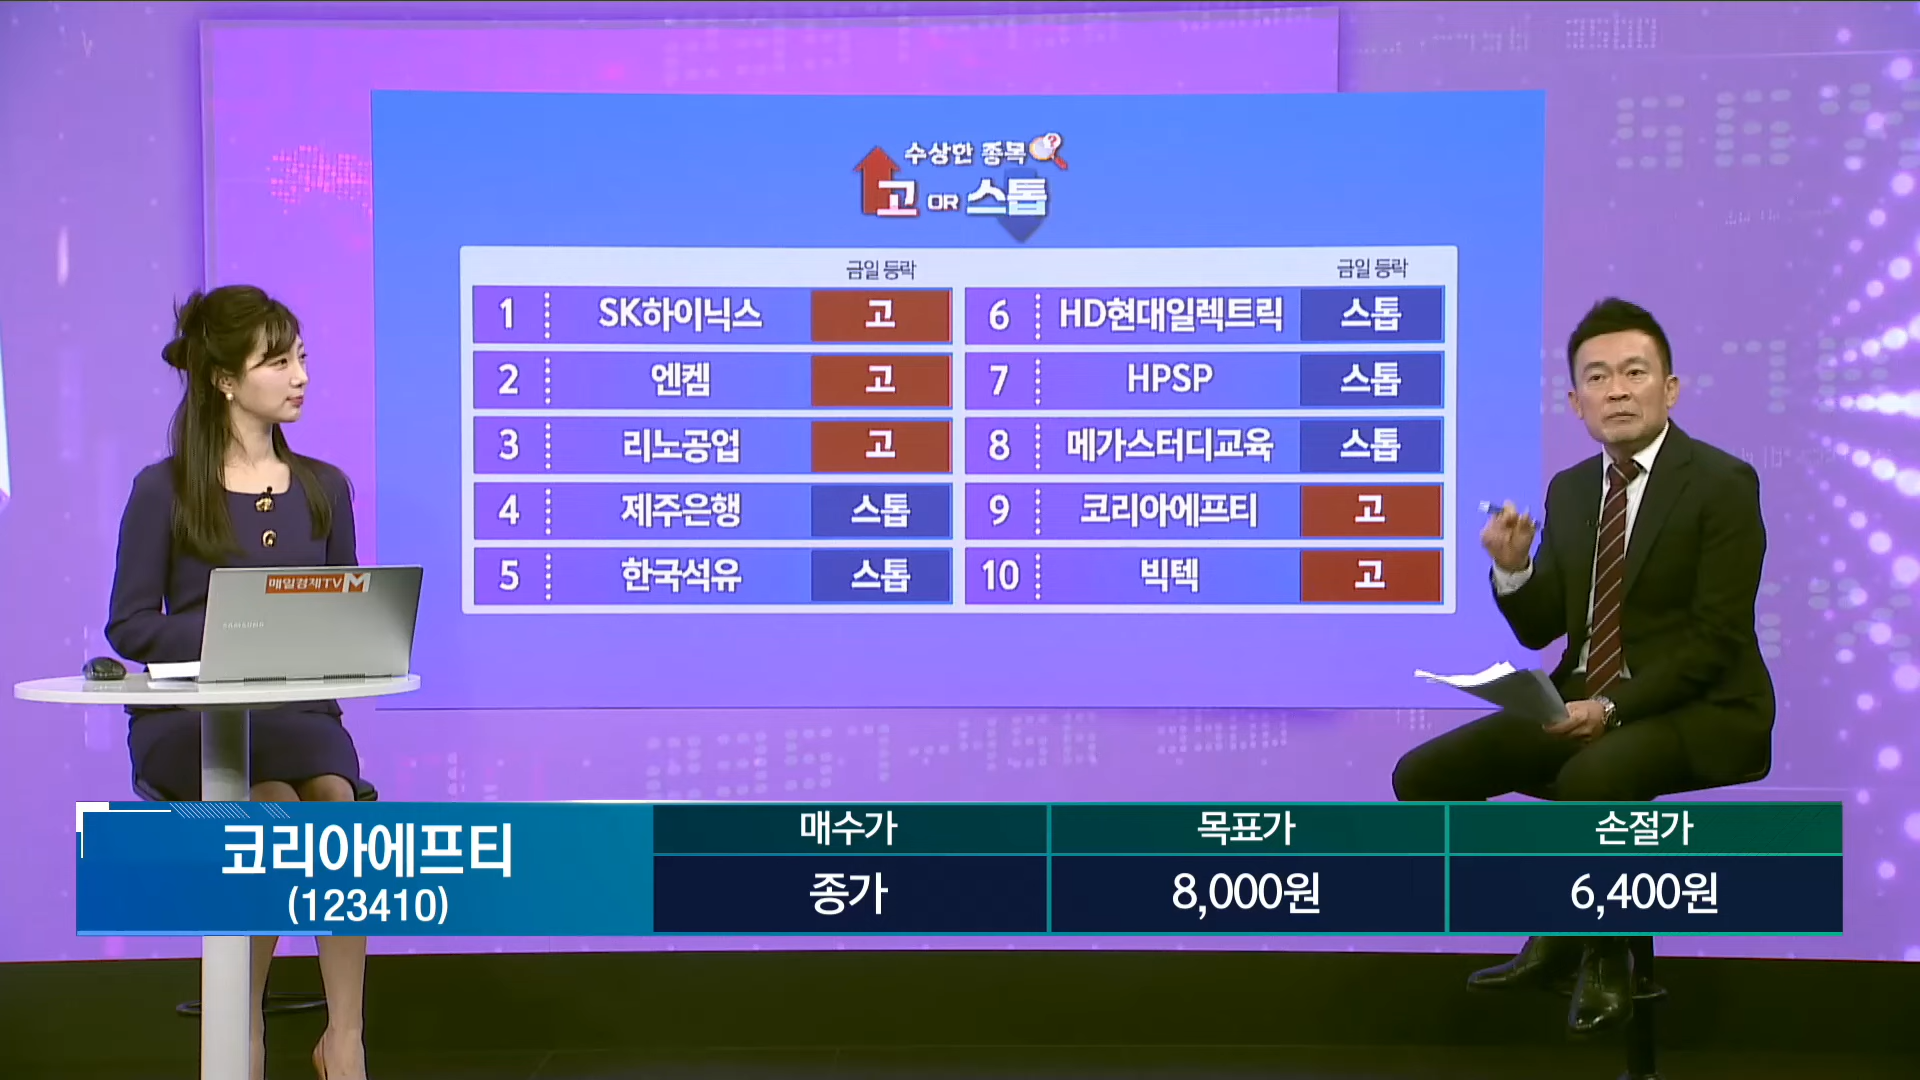 수상한 종목
고 OR 스톱
금일 등락
금일 등락
1 SK하이닉스 고
2 엔켐 고
3 리노공업 고
4 제주은행 스톱
5 한국석유 스톱
6 HD현대일렉트릭 스톱
7 HPSP 스톱
8 메가스터디교육 스톱
9 코리아에프티 고
10 빅텍 고
매일경제TV M
SAMSUNG
코리아에프티
(123410)
매수가 목표가 손절가
종가 8,000원 6,400원